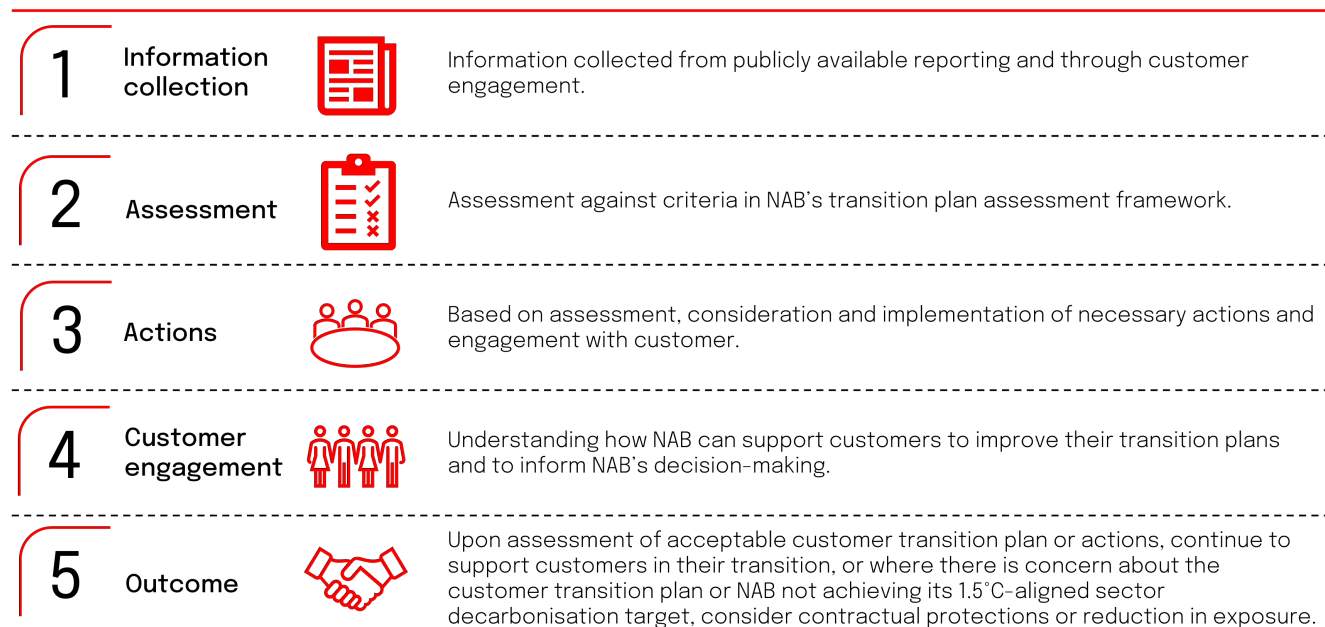 1
Information
collection
Information collected from publicly available reporting and through customer
engagement.
2
Assessment
Assessment against criteria in NAB’s transition plan assessment framework.
3
Actions
Based on assessment, consideration and implementation of necessary actions and
engagement with customer.
4
Customer
engagement
Understanding how NAB can support customers to improve their transition plans
and to inform NAB’s decision-making.
5
Outcome
Upon assessment of acceptable customer transition plan or actions, continue to
support customers in their transition, or where there is concern about the
customer transition plan or NAB not achieving its 1.5°C-aligned sector
decarbonisation target, consider contractual protections or reduction in exposure.